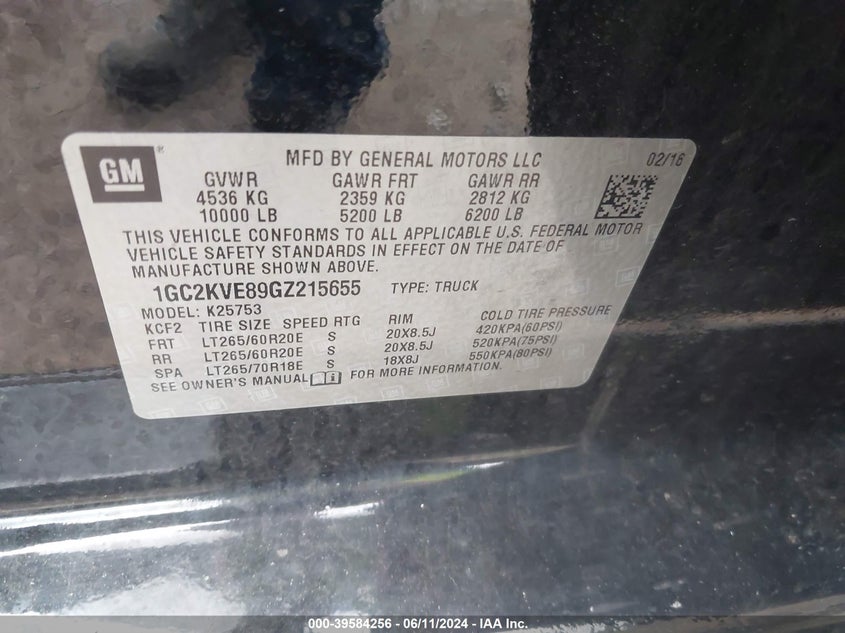 GM ®
MFD BY GENERAL MOTORS LLC 02/16
GVWR GAWR FRT GAWR RR
4536 KG 2359 KG 2812 KG
10000 LB 5200 LB 6200 LB
THIS VEHICLE CONFORMS TO ALL APPLICABLE U.S. FEDERAL MOTOR
VEHICLE SAFETY STANDARDS IN EFFECT ON THE DATE OF
MANUFACTURE SHOWN ABOVE.
1GC2KVE89GZ215655 TYPE: TRUCK
MODEL: K25753
KCF2 TIRE SIZE SPEED RTG RIM COLD TIRE PRESSURE
FRT LT265/60R20E S 20X8.5J 420KPA(60PSI)
RR LT265/60R20E S 20X8.5J 520KPA(75PSI)
SPA LT265/70R18E S 18X8J 550KPA(80PSI)
SEE OWNER'S MANUAL FOR MORE INFORMATION.
000-39584256 - 06/11/2024 - IAA Inc.